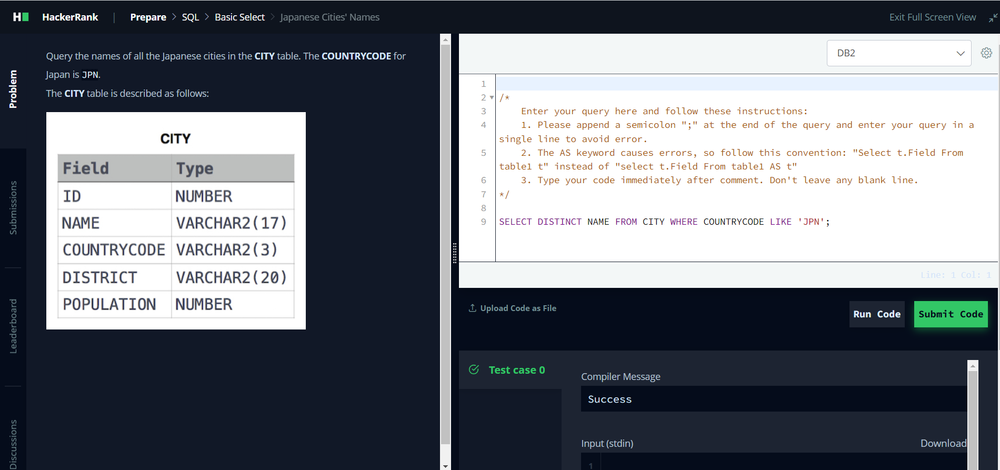 H HackerRank | Prepare > SQL > Basic Select > Japanese Cities' Names
Exit Full Screen View
Problem
Submissions
Leaderboard
Discussions
Query the names of all the Japanese cities in the CITY table. The COUNTRYCODE for
Japan is JPN.
The CITY table is described as follows:
CITY
Field Type
ID NUMBER
NAME VARCHAR2(17)
COUNTRYCODE VARCHAR2(3)
DISTRICT VARCHAR2(20)
POPULATION NUMBER
DB2
1
2 /*
3 Enter your query here and follow these instructions:
4 1. Please append a semicolon ";" at the end of the query and enter your query in a
single line to avoid error.
5 2. The AS keyword causes errors, so follow this convention: "Select t.Field From
table1 t" instead of "select t.Field From table1 AS t"
6 3. Type your code immediately after comment. Don't leave any blank line.
7 */
8
9 SELECT DISTINCT NAME FROM CITY WHERE COUNTRYCODE LIKE 'JPN';
Line: 1 Col: 1
Upload Code as File
Run Code
Submit Code
Test case 0
Compiler Message
Success
Input (stdin)
Download
1